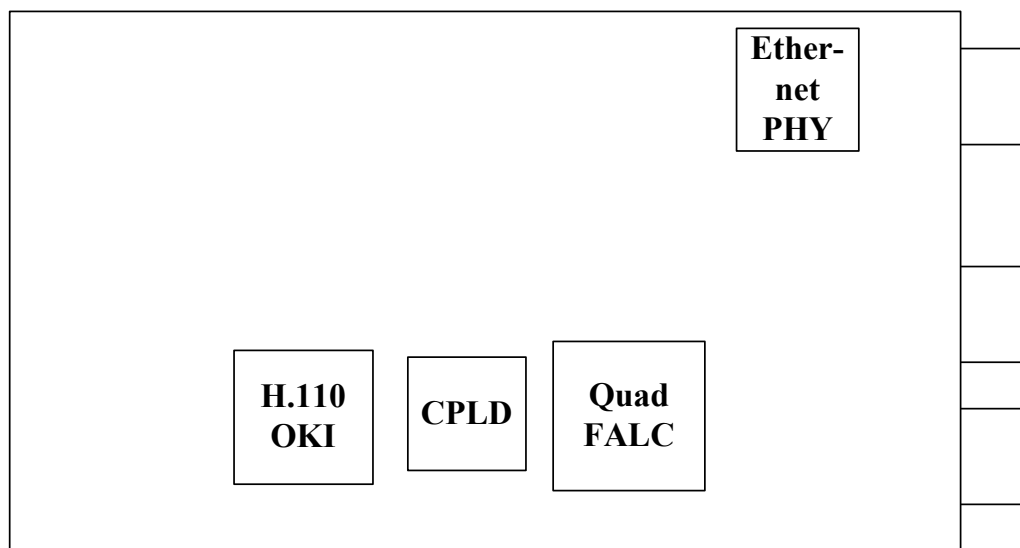 Ether-
net
PHY
H.110
OKI
CPLD
Quad
FALC